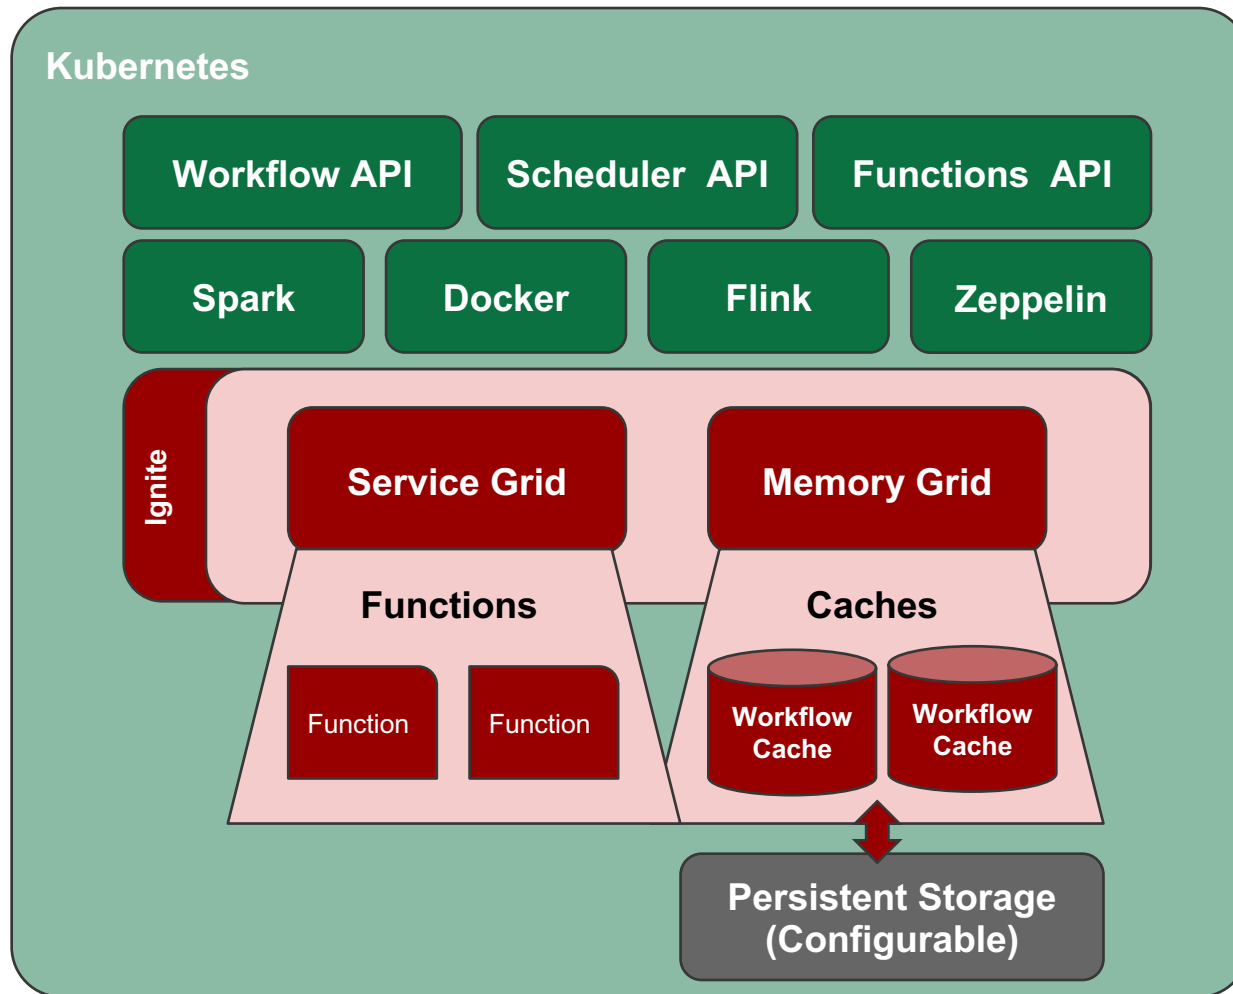 Kubernetes
Workflow API
Scheduler  API
Functions  API
Spark
Docker
Flink
Zeppelin
Ignite
Service Grid
Memory Grid
Functions
Caches
Function
Function
Workflow
Cache
Workflow
Cache
Persistent Storage
(Configurable)